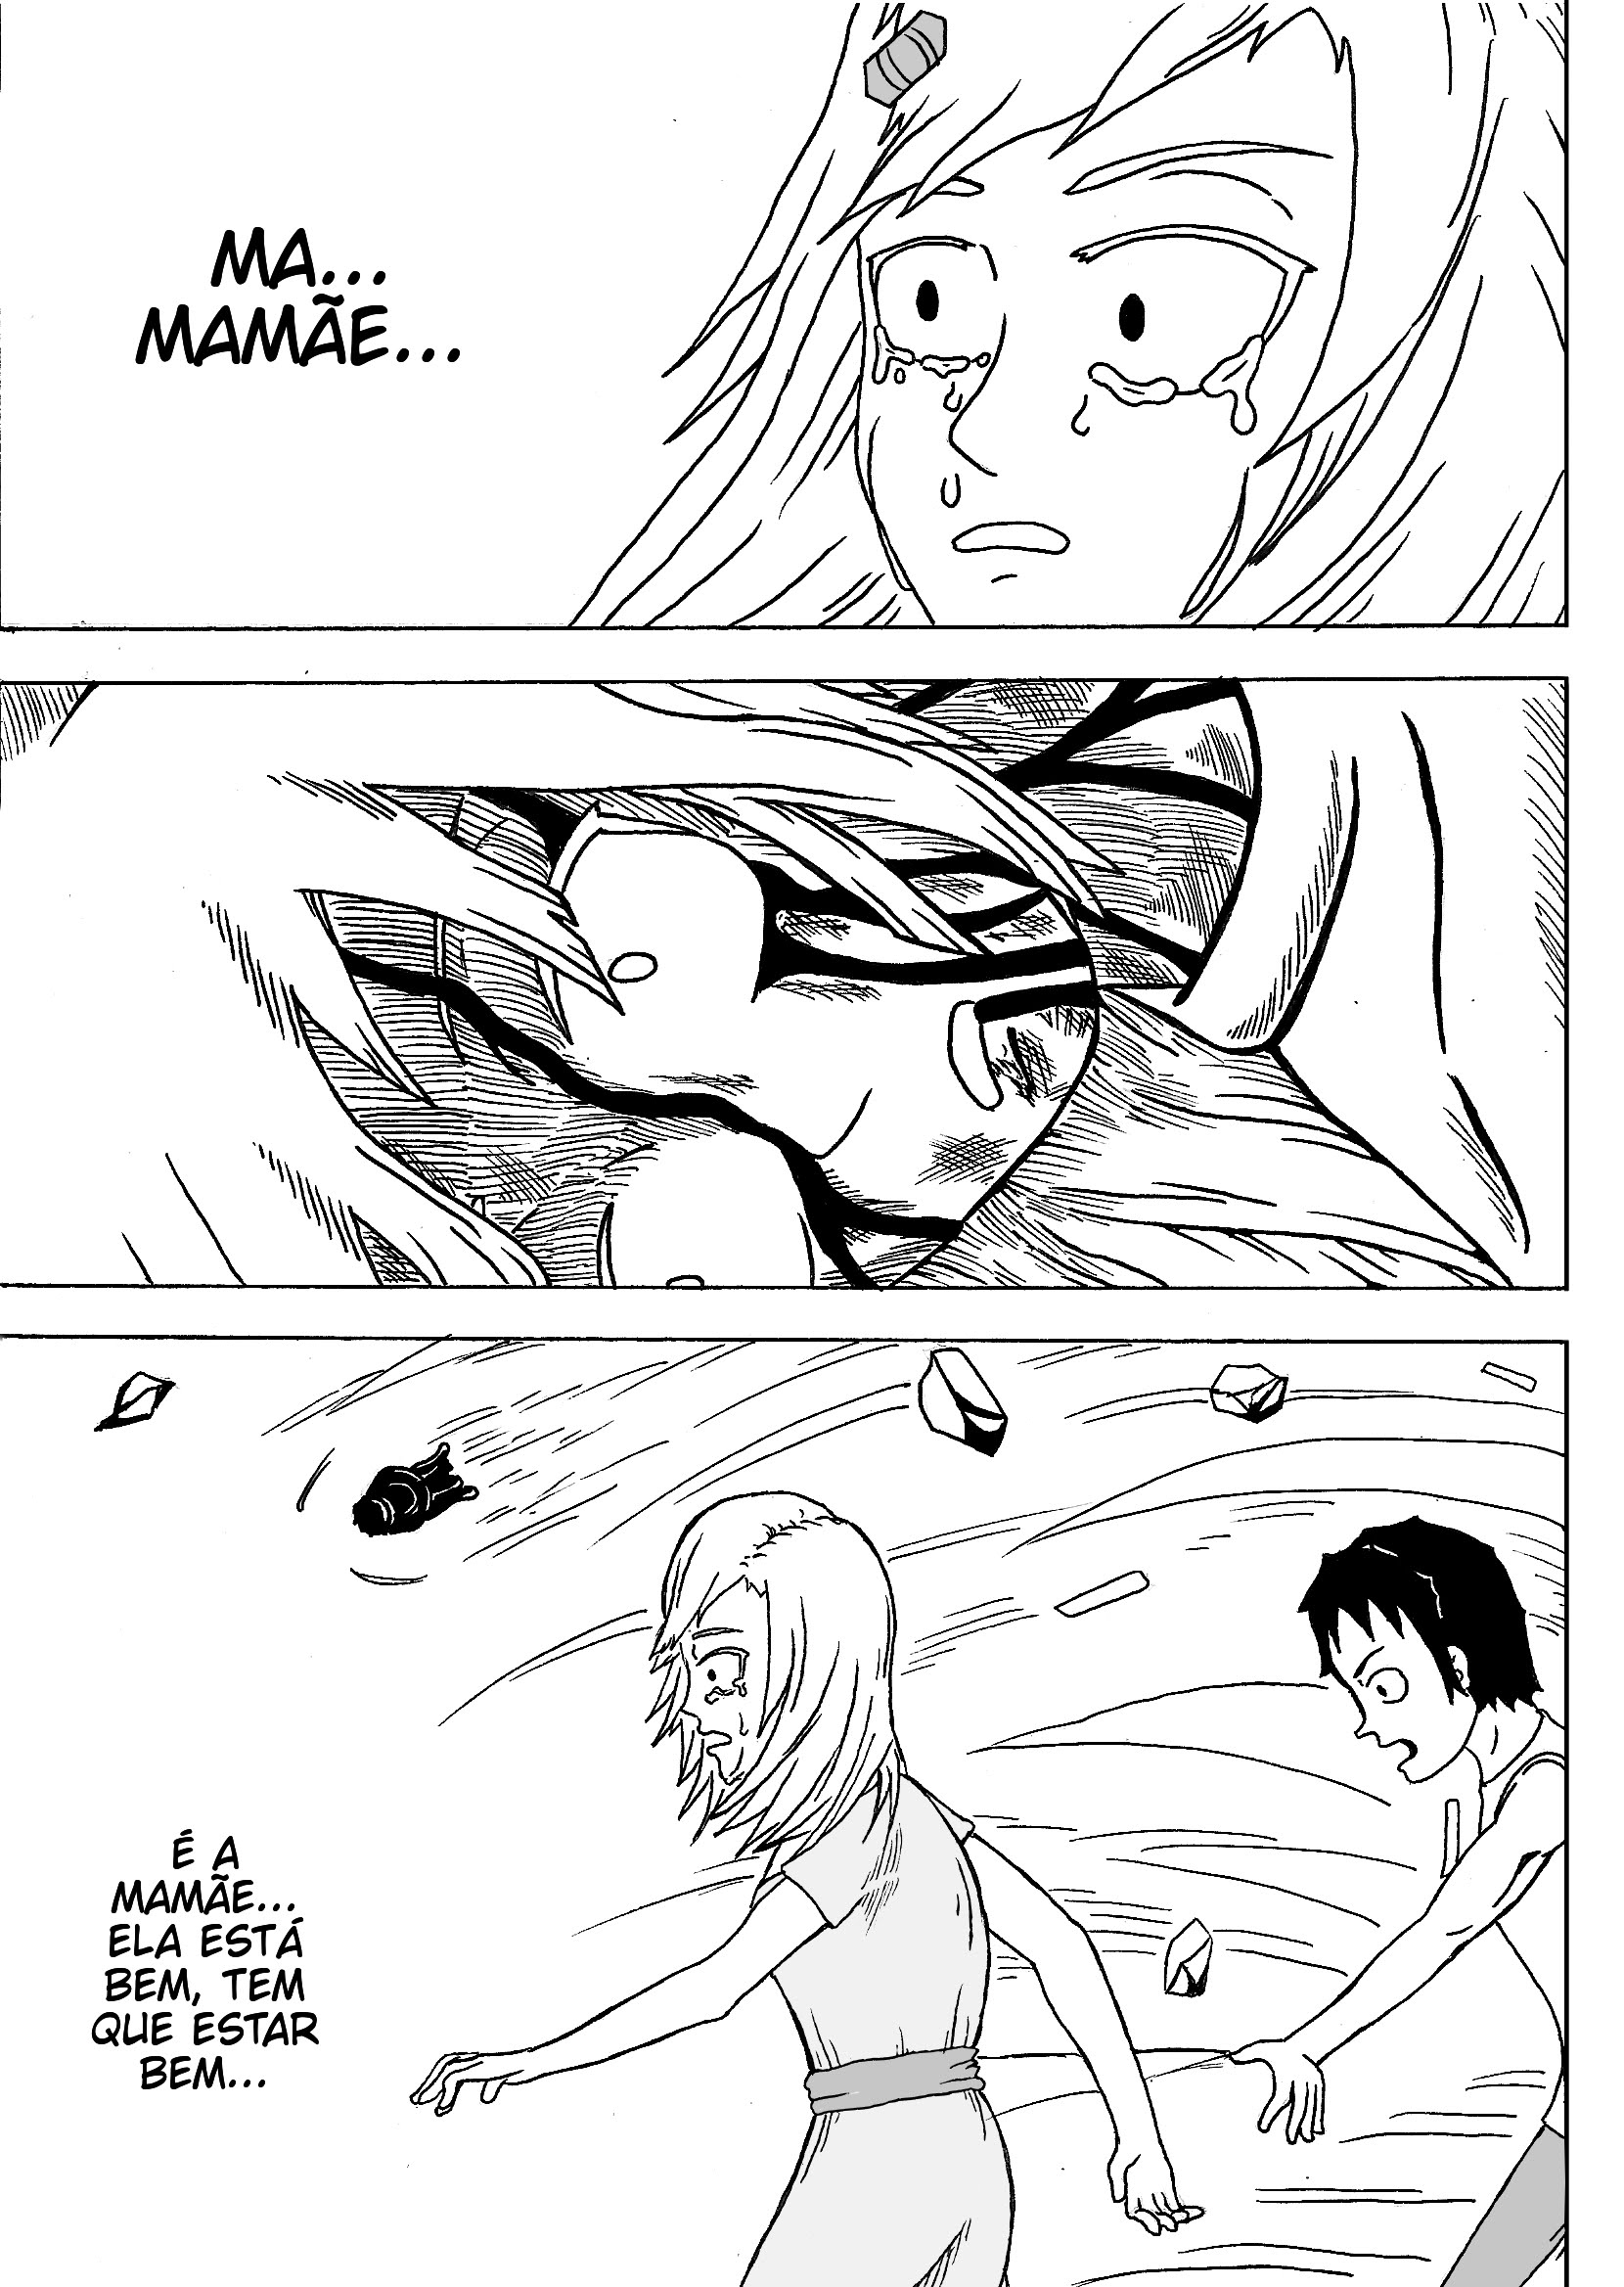 MA...
MAMÃE...
É A
MAMÃE...
ELA ESTÁ
BEM, TEM
QUE ESTAR
BEM...